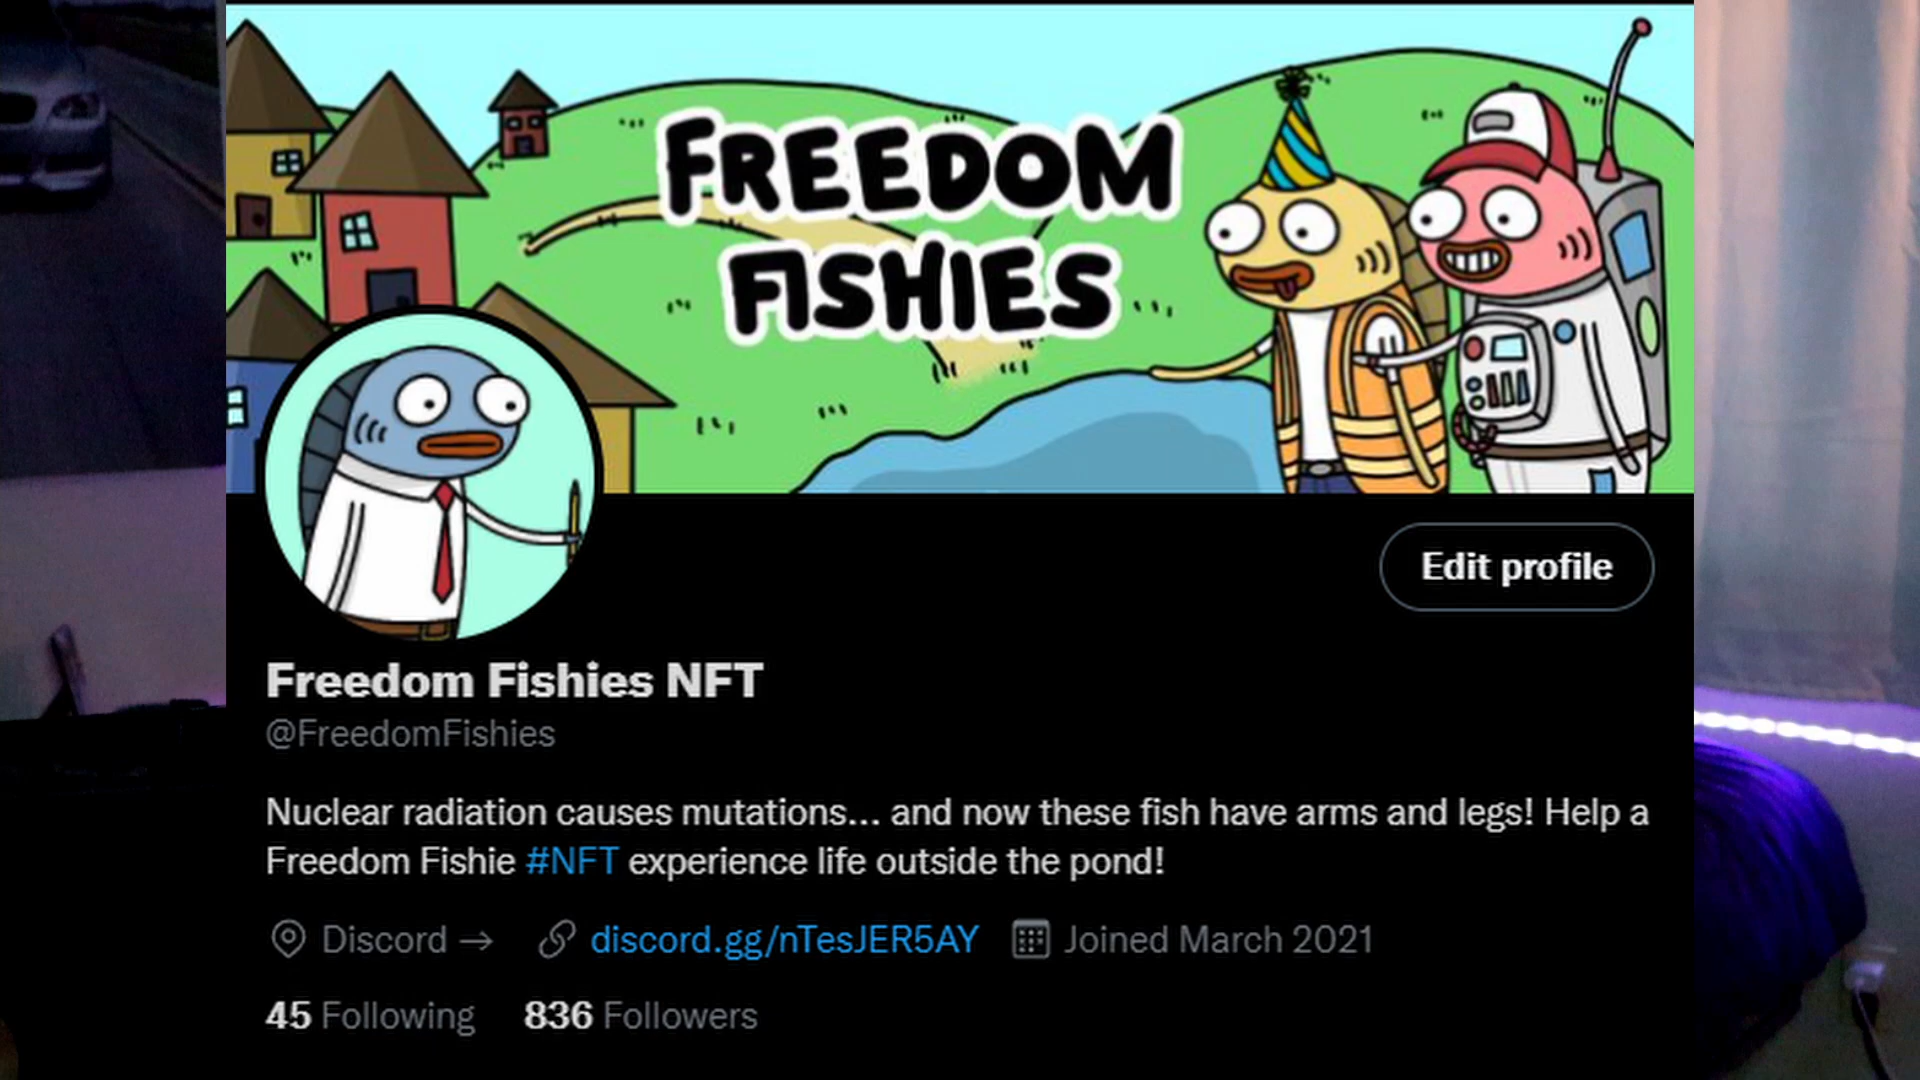 FREEDOM
FISHIES
Edit profile
Freedom Fishies NFT
@FreedomFishies
Nuclear radiation causes mutations... and now these fish have arms and legs! Help a
Freedom Fishie #NFT experience life outside the pond!
Discord → discord.gg/nTesJER5AY Joined March 2021
45 Following 836 Followers